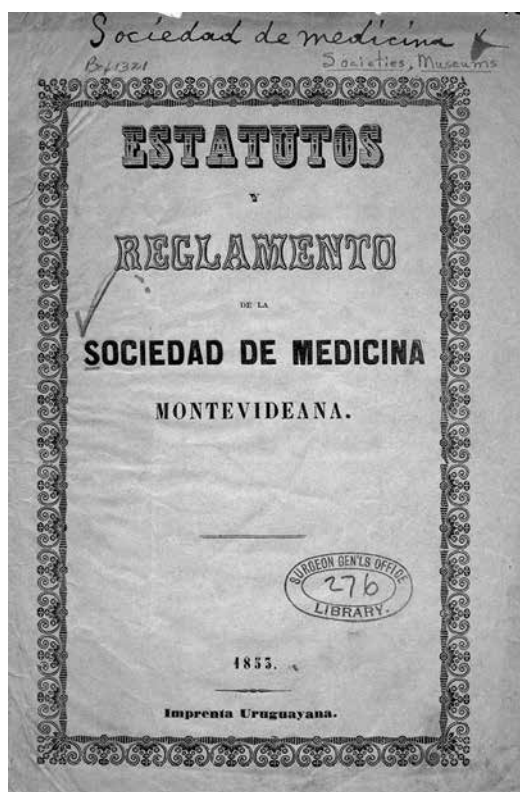 Sociedad de medicina
Societies, Museums
ESTATUTOS
Y
REGLAMENTO
DE LA
SOCIEDAD DE MEDICINA
MONTEVIDEANA.
SURGEON GEN'LS OFFICE
276
LIBRARY.
1853.
Imprenta Uruguayana.